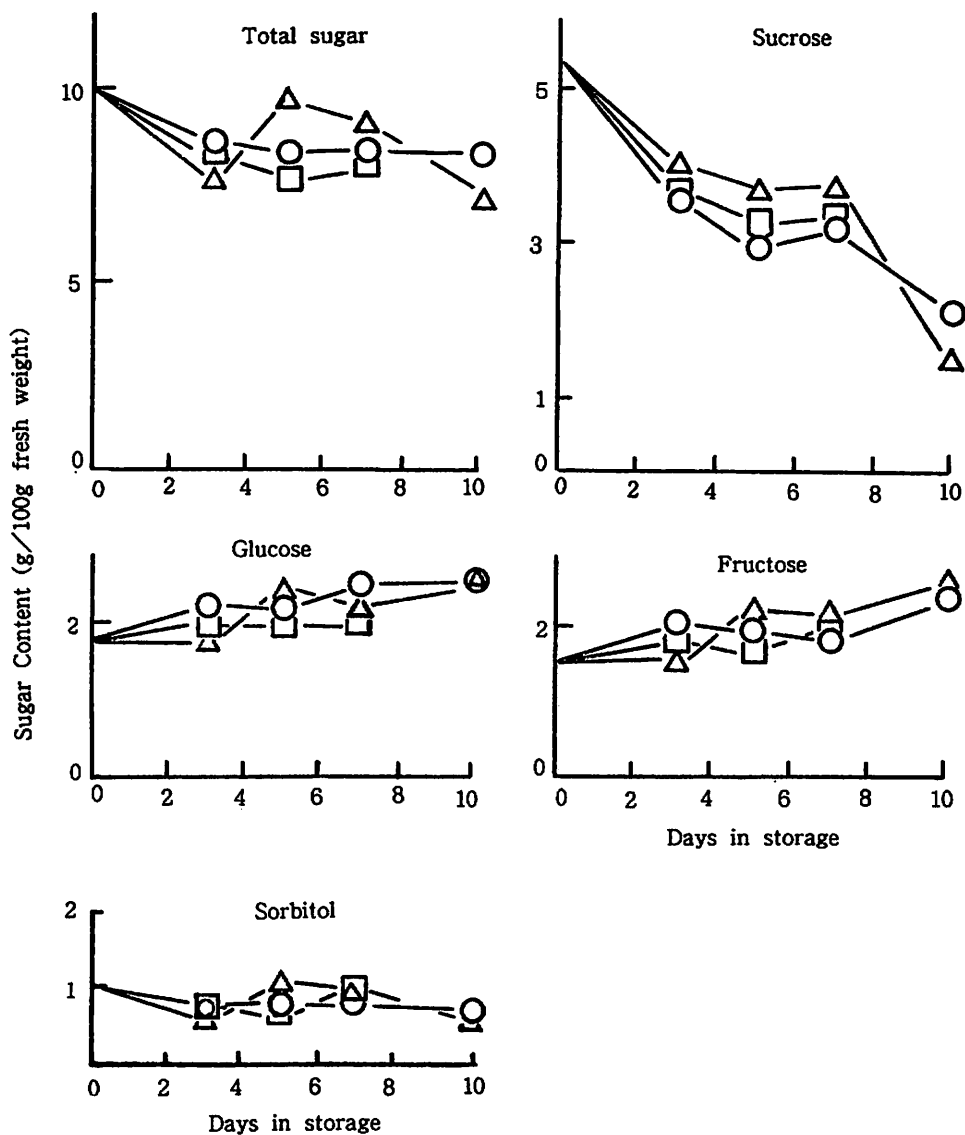 Total sugar
10
5
0
0 2 4 6 8 10
Sucrose
5
3
1
0
0 2 4 6 8 10
Sugar Content (g/100g fresh weight)
Glucose
2
0
0 2 4 6 8 10
Fructose
2
0
0 2 4 6 8 10
Days in storage
Sorbitol
2
1
0 2 4 6 8 10
Days in storage